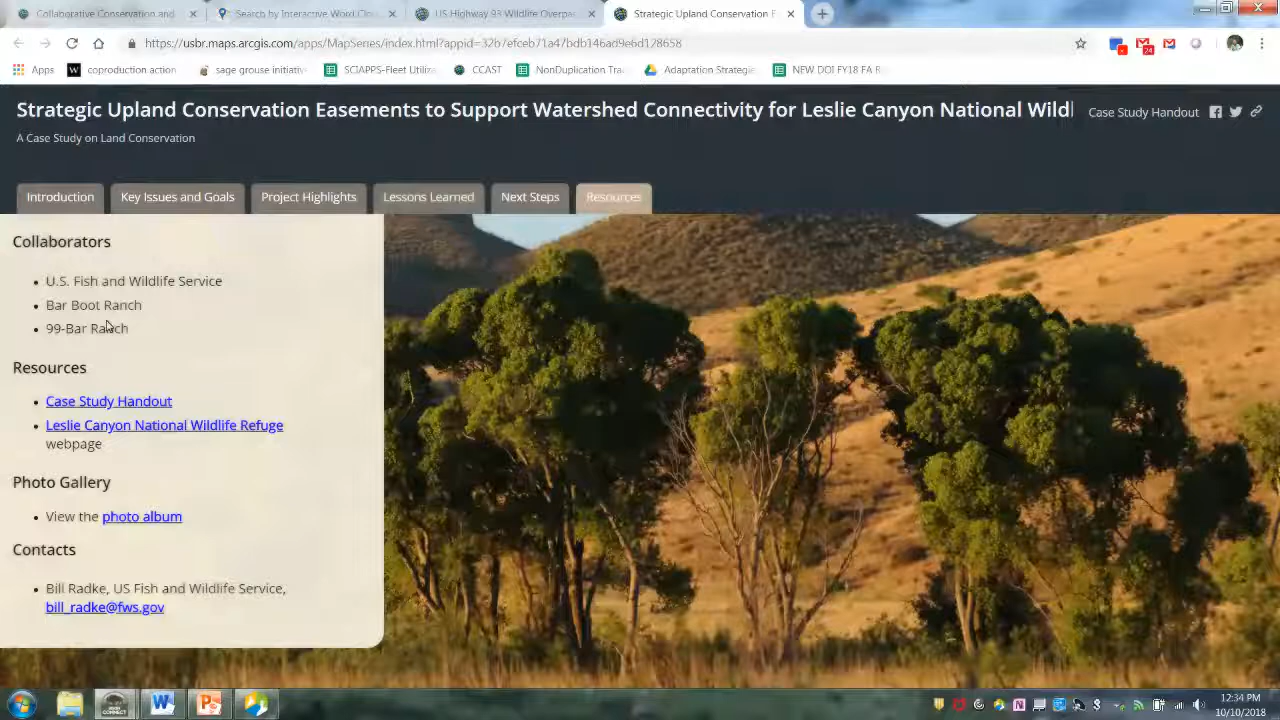 Collaborative Conservation and
Search by Interactive Word Clou
US Highway 93 Wildlife Overpa
Strategic Upland Conservation E
https://usbr.maps.arcgis.com/apps/MapSeries/index.html?appid=
Apps
coproduction action
sage grouse initiativ
SCIAPPS-Fleet Utiliz
CCAST
NonDuplication Tra
Adaptation Strategi
NEW DOI FY18 FA R
Strategic Upland Conservation Easements to Support Watershed Connectivity for Leslie Canyon National Wildl
Case Study Handout
A Case Study on Land Conservation
Introduction
Key Issues and Goals
Project Highlights
Lessons Learned
Next Steps
Resources
Collaborators
• U.S. Fish and Wildlife Service
• Bar Boot Ranch
• 99-Bar Ranch
Resources
• Case Study Handout
• Leslie Canyon National Wildlife Refuge
webpage
Photo Gallery
• View the photo album
Contacts
• Bill Radke, US Fish and Wildlife Service,
bill_radke@fws.gov
12:34 PM
10/10/2018